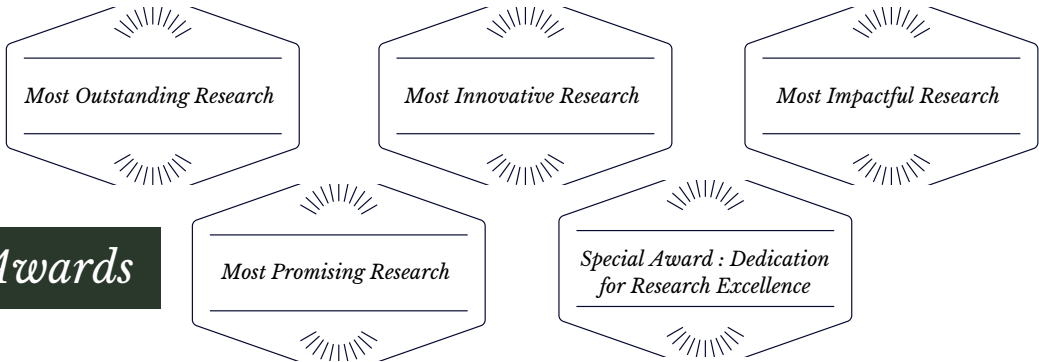 Most Outstanding Research
Most Innovative Research
Most Impactful Research
Awards
Most Promising Research
Special Award : Dedication
for Research Excellence